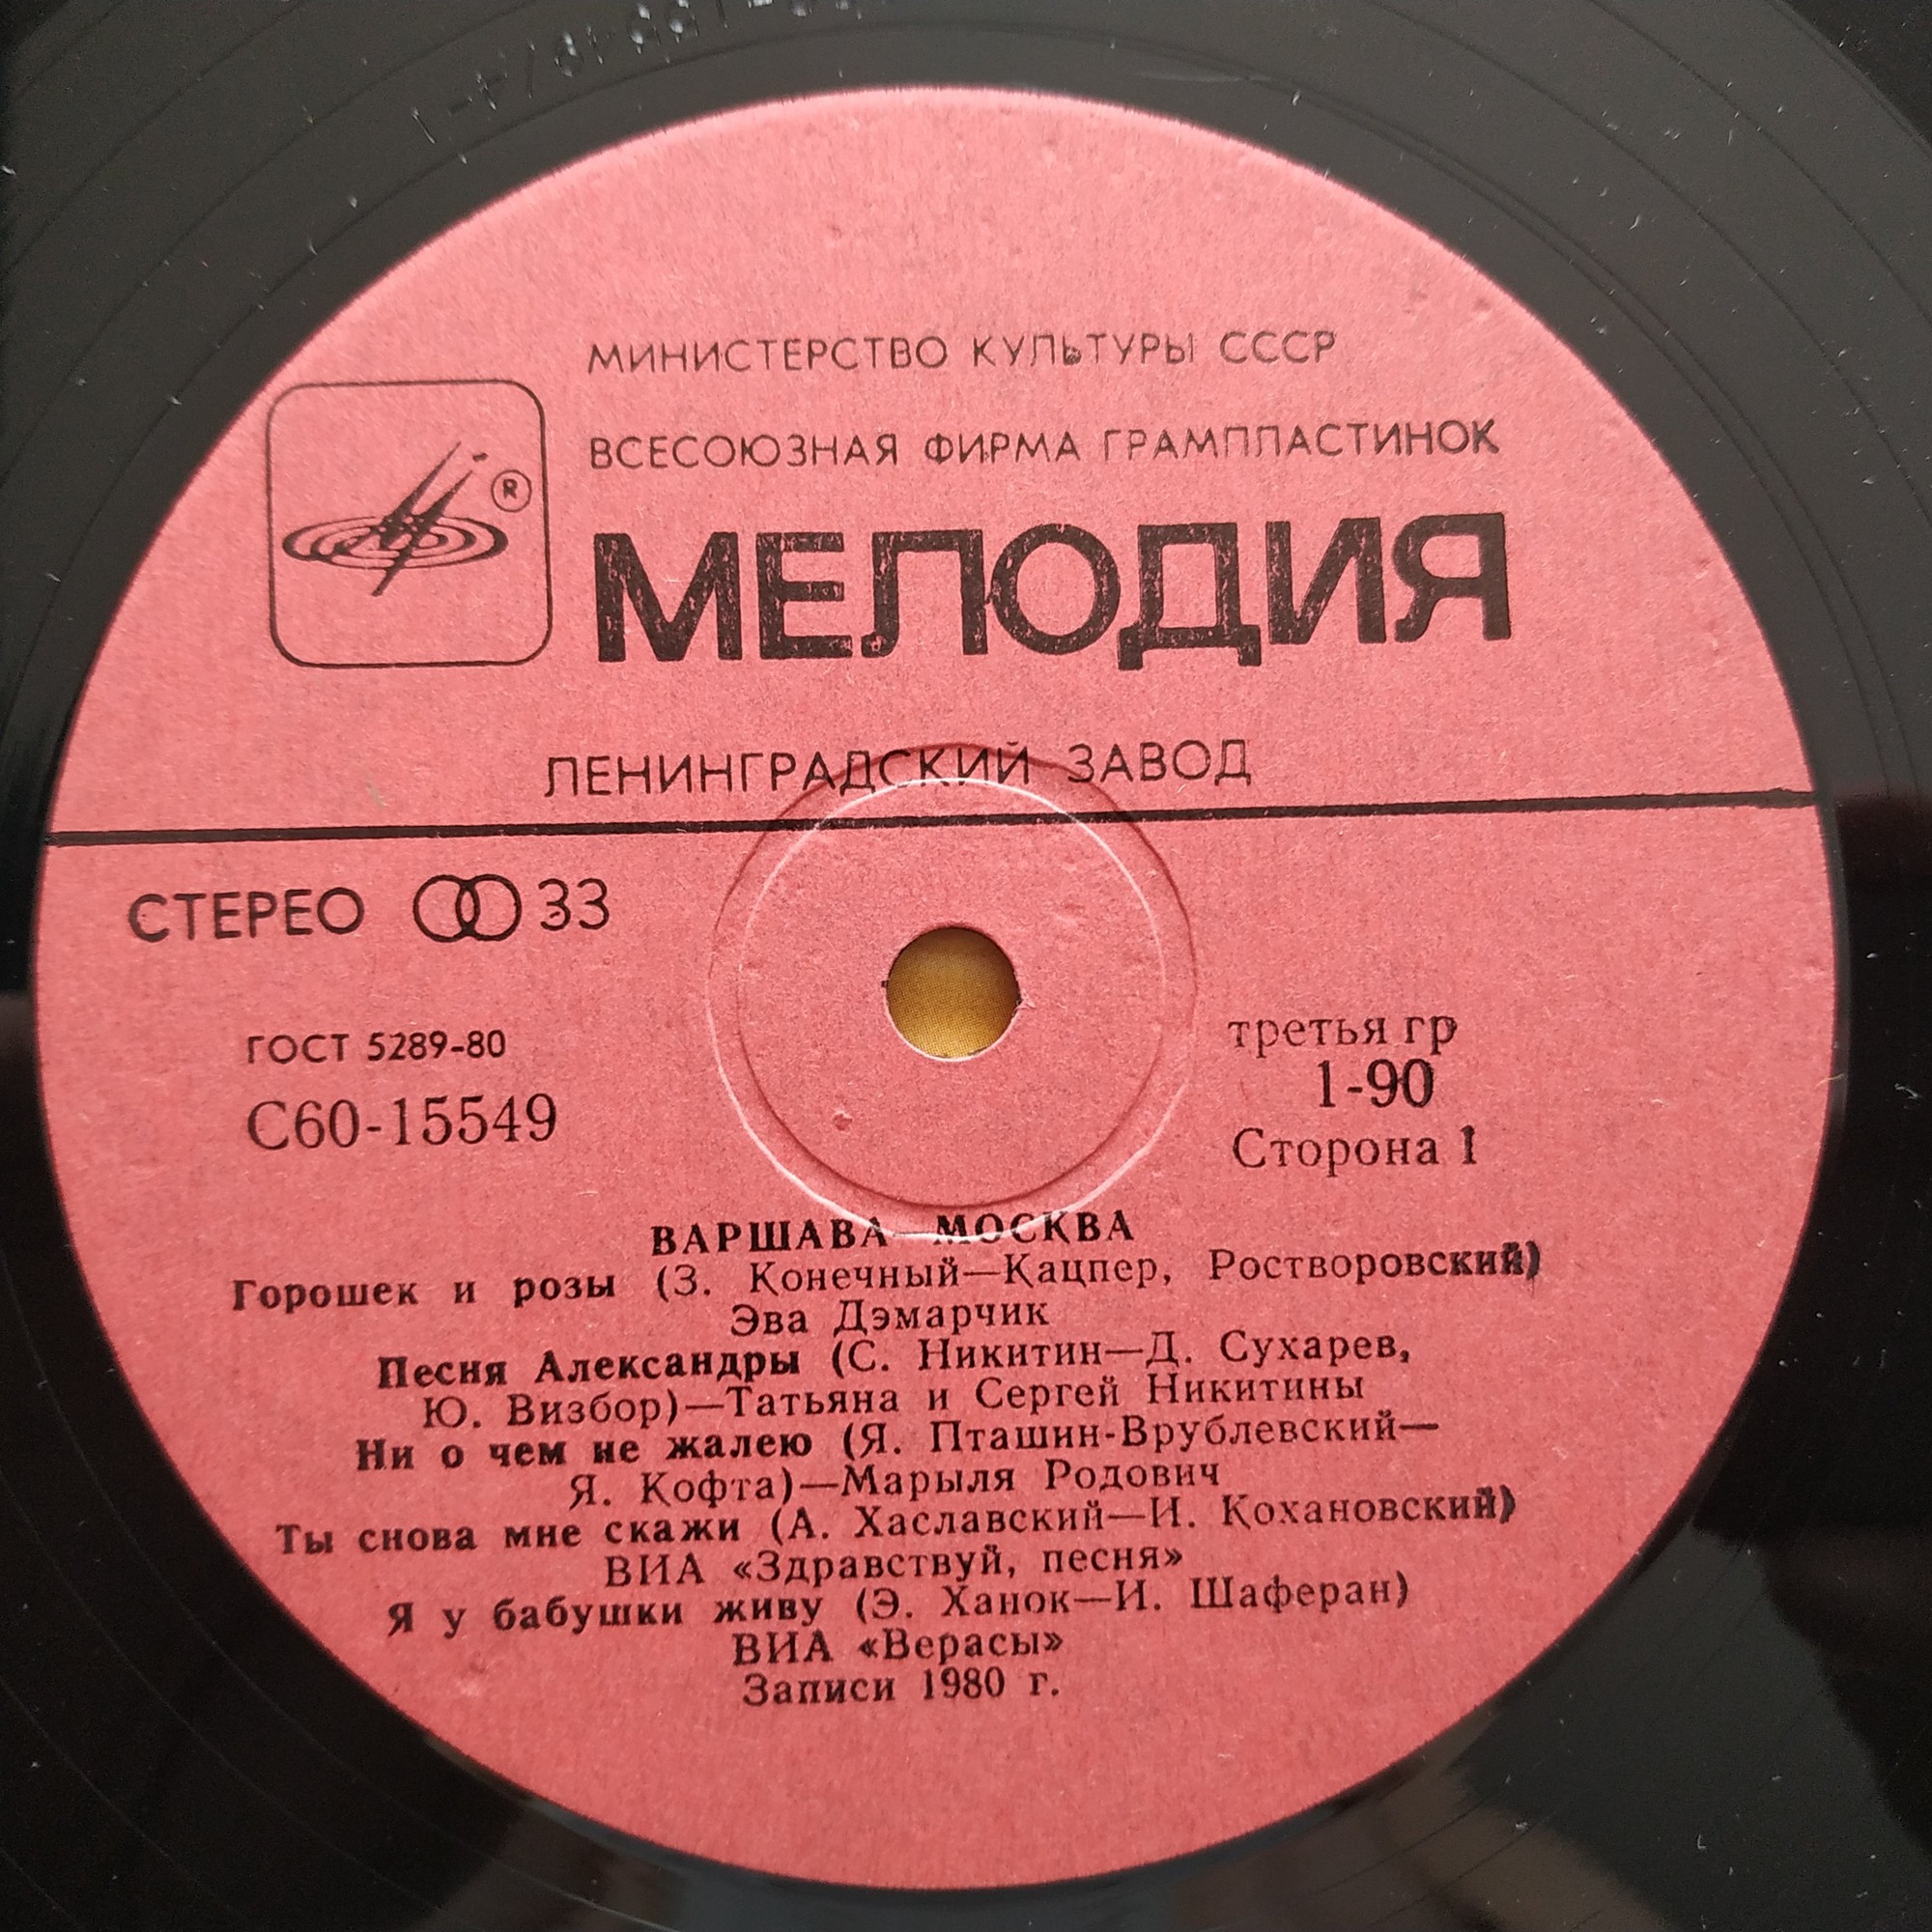 МИНИСТЕРСТВО КУЛЬТУРЫ СССР
ВСЕСОЮЗНАЯ ФИРМА ГРАМПЛАСТИНОК
®
МЕЛОДИЯ
ЛЕНИНГРАДСКИЙ ЗАВОД
СТЕРЕО 33
ГОСТ 5289-80
С60-15549
третья гр
1-90
Сторона 1
ВАРШАВА—МОСКВА
Горошек и розы (З. Конечный—Кацпер, Ростворовский)
Эва Дэмарчик
Песня Александры (С. Никитин—Д. Сухарев,
Ю. Визбор)—Татьяна и Сергей Никитины
Ни о чем не жалею (Я. Пташин-Врублевский—
Я. Кофта)—Марыля Родович
Ты снова мне скажи (А. Хаславский—И. Кохановский)
ВИА «Здравствуй, песня»
Я у бабушки живу (Э. Ханок—И. Шаферан)
ВИА «Верасы»
Записи 1980 г.